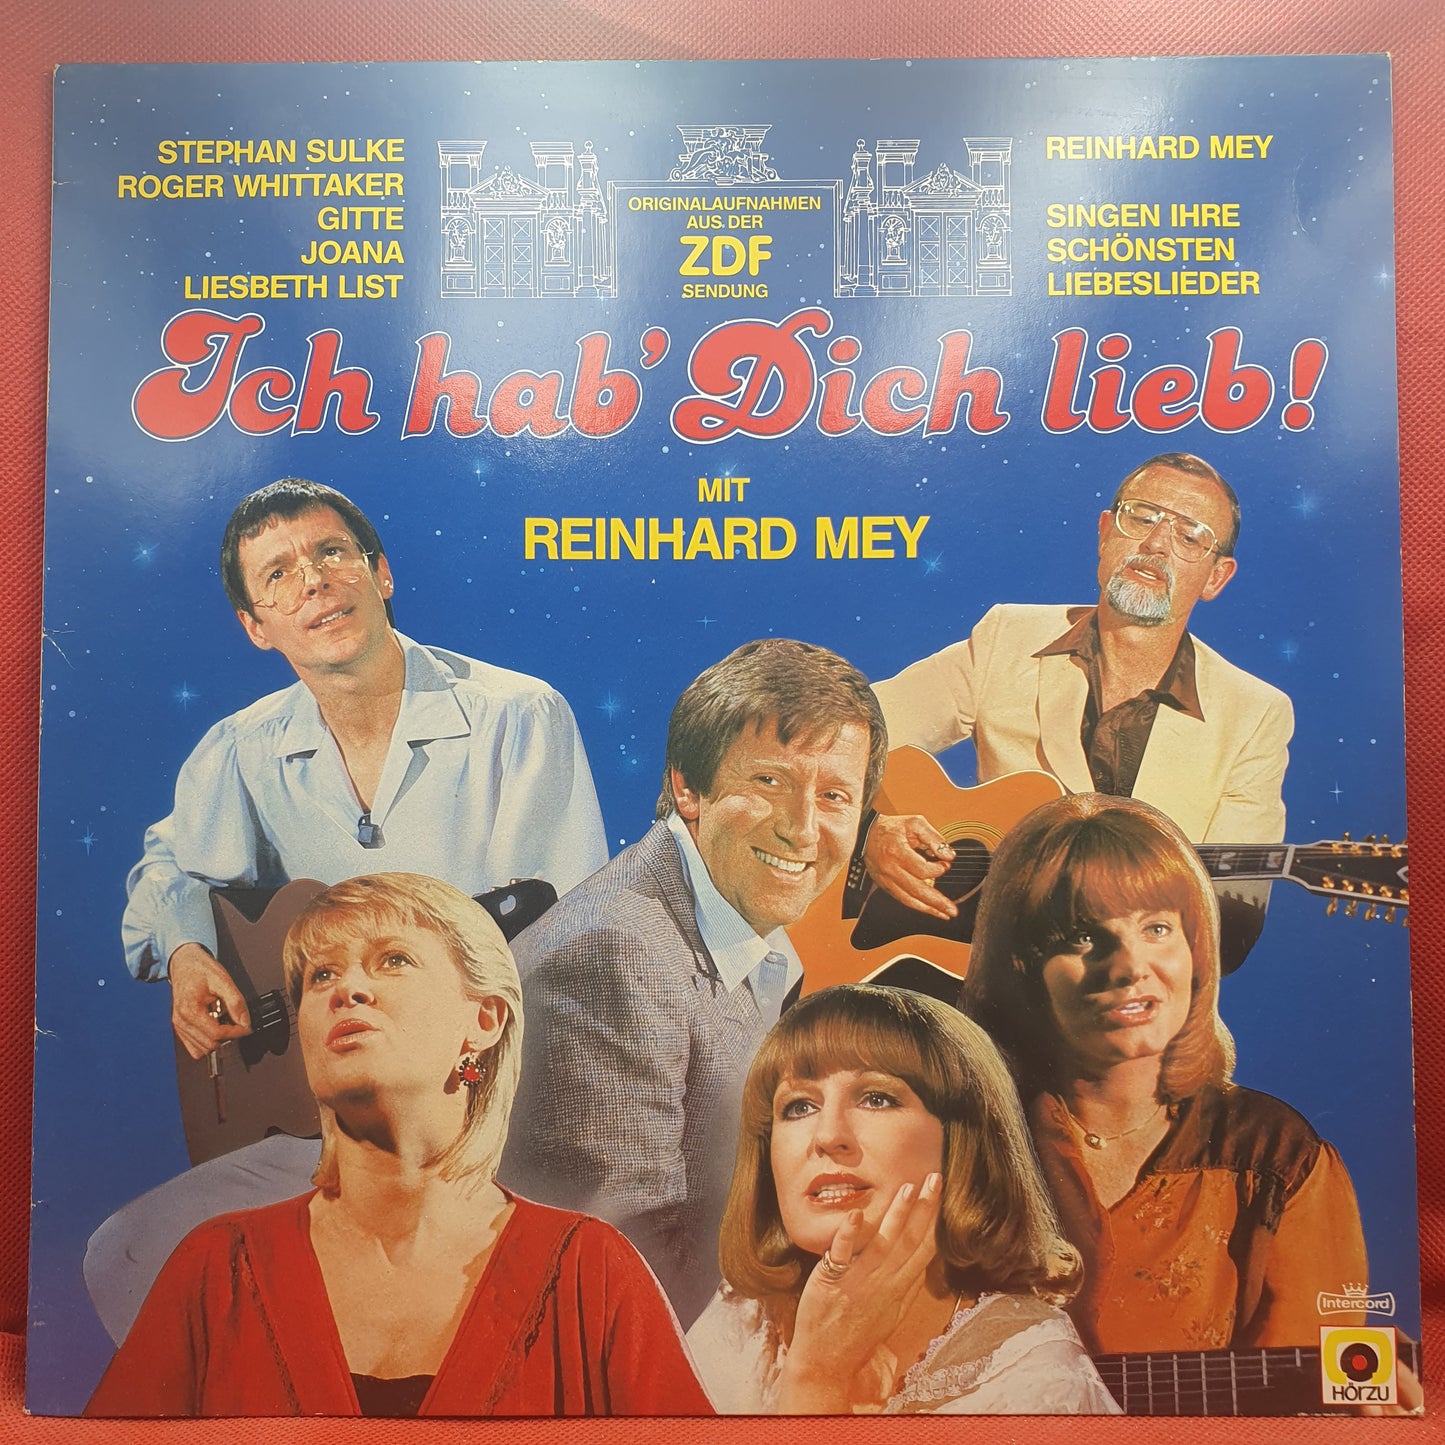 STEPHAN SULKE
ROGER WHITTAKER
GITTE
JOANA
LIESBETH LIST
ORIGINALAUFNAHMEN
AUS DER
ZDF
SENDUNG
REINHARD MEY
SINGEN IHRE
SCHÖNSTEN
LIEBESLIEDER
Ich hab' Dich lieb!
MIT
REINHARD MEY
Intercord
HÖRZU